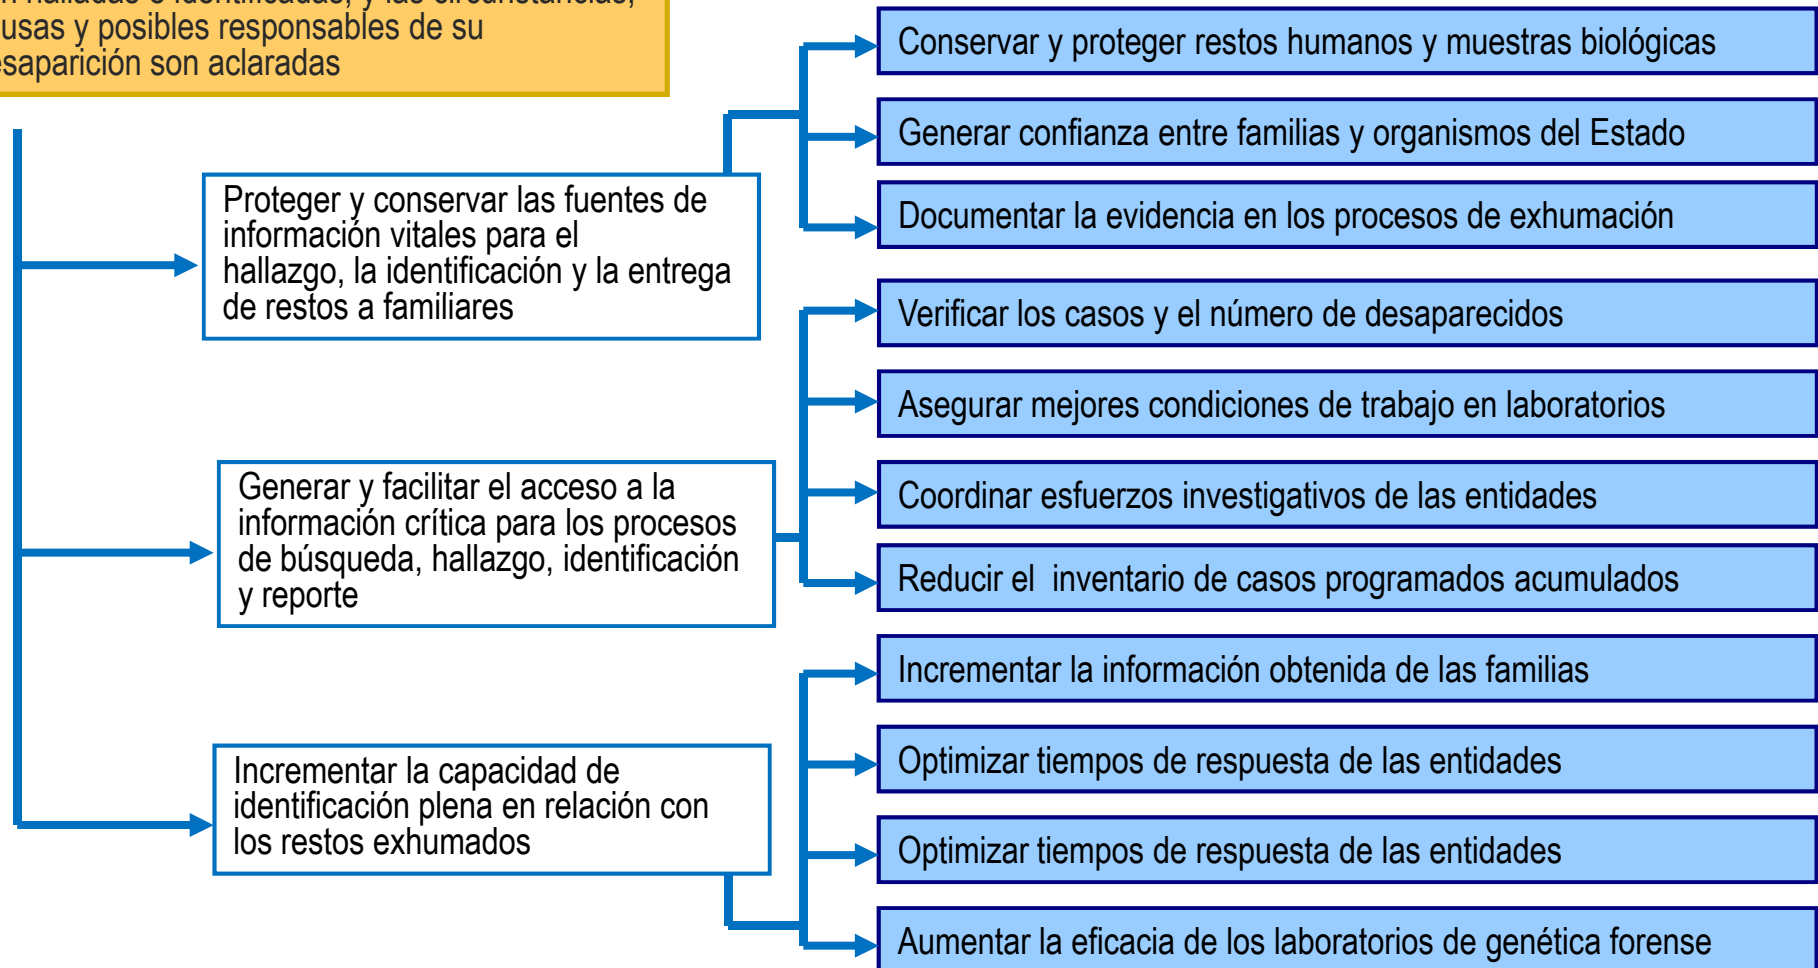 halladas e identificadas, y las circunstancias,
usas y posibles responsables de su
esaparición son aclaradas
Proteger y conservar las fuentes de
información vitales para el
hallazgo, la identificación y la entrega
de restos a familiares
Conservar y proteger restos humanos y muestras biológicas
Generar confianza entre familias y organismos del Estado
Documentar la evidencia en los procesos de exhumación
Generar y facilitar el acceso a la
información crítica para los procesos
de búsqueda, hallazgo, identificación
y reporte
Verificar los casos y el número de desaparecidos
Asegurar mejores condiciones de trabajo en laboratorios
Coordinar esfuerzos investigativos de las entidades
Reducir el  inventario de casos programados acumulados
Incrementar la capacidad de
identificación plena en relación con
los restos exhumados
Incrementar la información obtenida de las familias
Optimizar tiempos de respuesta de las entidades
Optimizar tiempos de respuesta de las entidades
Aumentar la eficacia de los laboratorios de genética forense